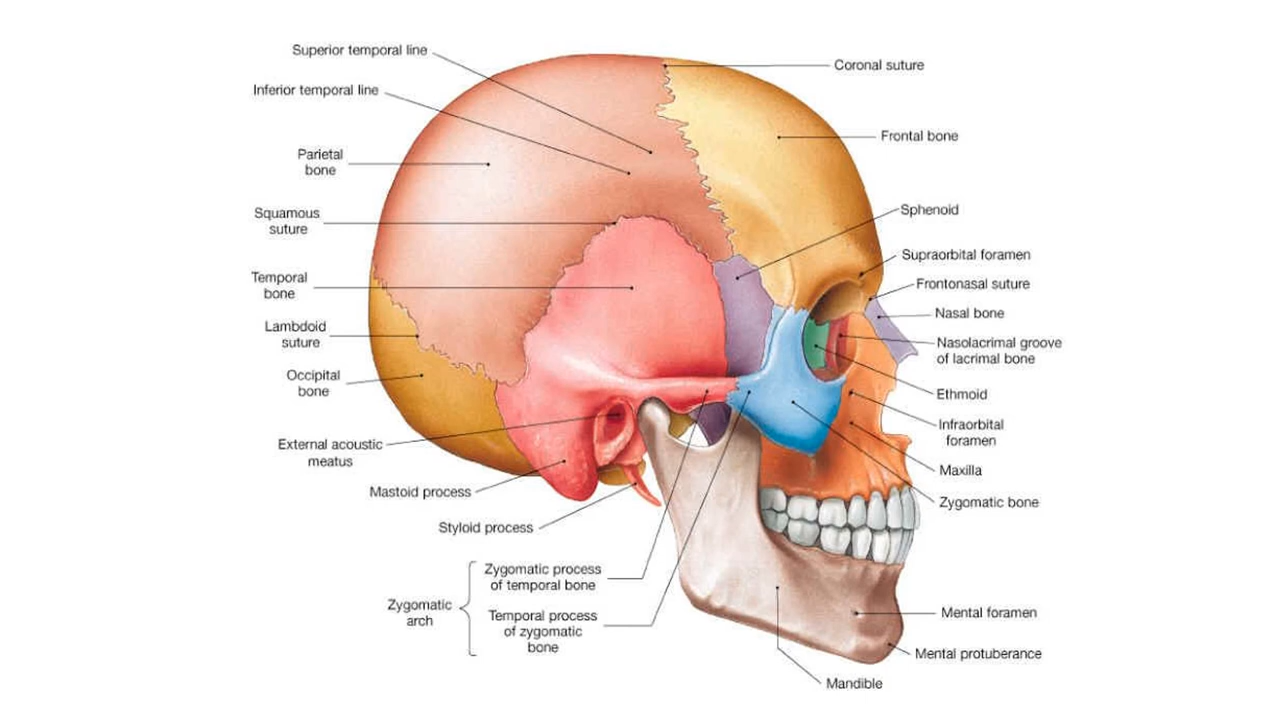 Superior temporal line
Inferior temporal line
Parietal
bone
Squamous
suture
Temporal
bone
Lambdoid
suture
Occipital
bone
External acoustic
meatus
Mastoid process
Styloid process
Zygomatic
arch
Zygomatic process
of temporal bone
Temporal process
of zygomatic
bone
Coronal suture
Frontal bone
Sphenoid
Supraorbital foramen
Frontonasal suture
Nasal bone
Nasolacrimal groove
of lacrimal bone
Ethmoid
Infraorbital
foramen
Maxilla
Zygomatic bone
Mental foramen
Mental protuberance
Mandible